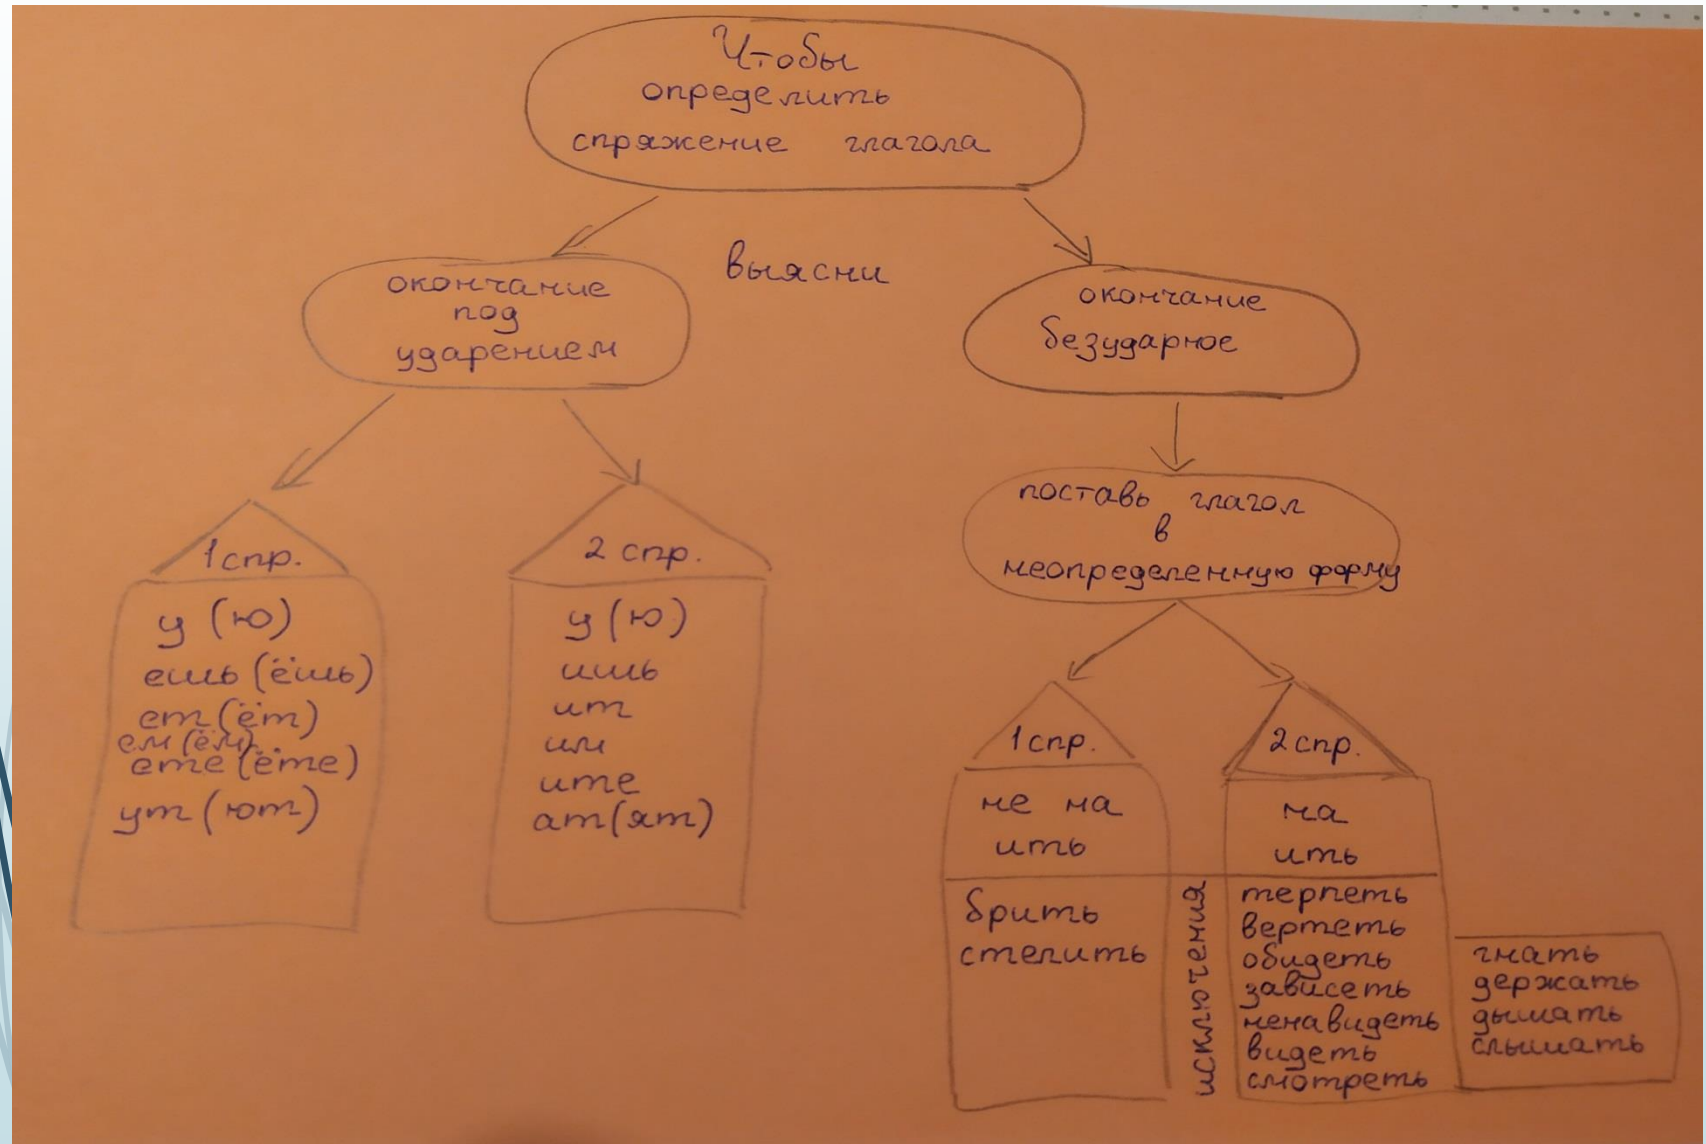 Чтобы
определить
спряжение глагола
выясни
окончание
под
ударением
окончание
безударное
1 спр.
у (ю)
ешь (ёшь)
ет (ёт)
ем (ём)
ете (ёте)
ут (ют)
2 спр.
у (ю)
ишь
ит
им
ите
ат (ят)
поставь глагол
в
неопределенную форму
1 спр.
не на
ить
брить
стелить
исключения
2 спр.
на
ить
терпеть
вертеть
обидеть
зависеть
ненавидеть
видеть
смотреть
гнать
держать
дышать
слышать